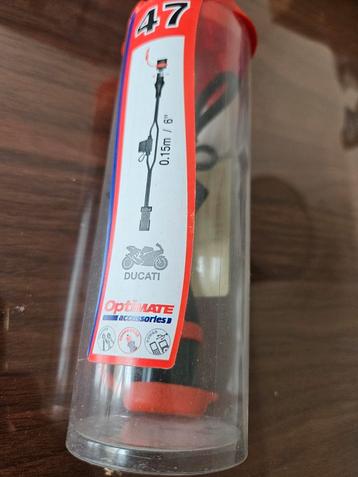 47
0.15m / 6"
DUCATI
OptiMATE
accessories